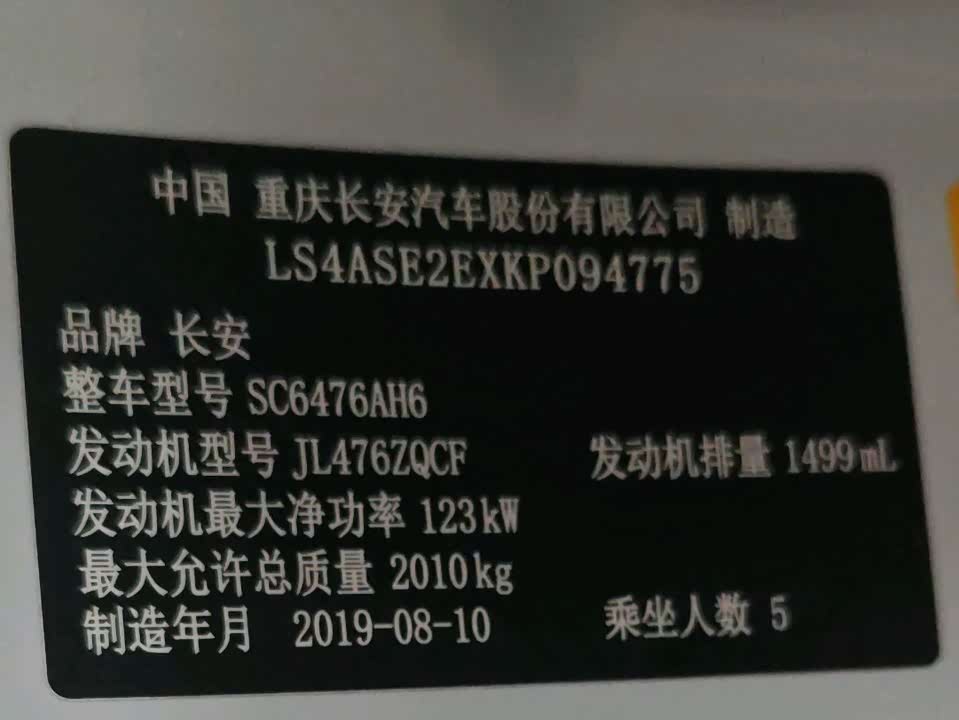 中国 重庆长安汽车股份有限公司 制造
LS4ASE2EXKP094775
品牌 长安
整车型号 SC6476AH6
发动机型号 JL476ZQCF 发动机排量 1499mL
发动机最大净功率 123kW
最大允许总质量 2010kg
制造年月 2019-08-10 乘坐人数 5